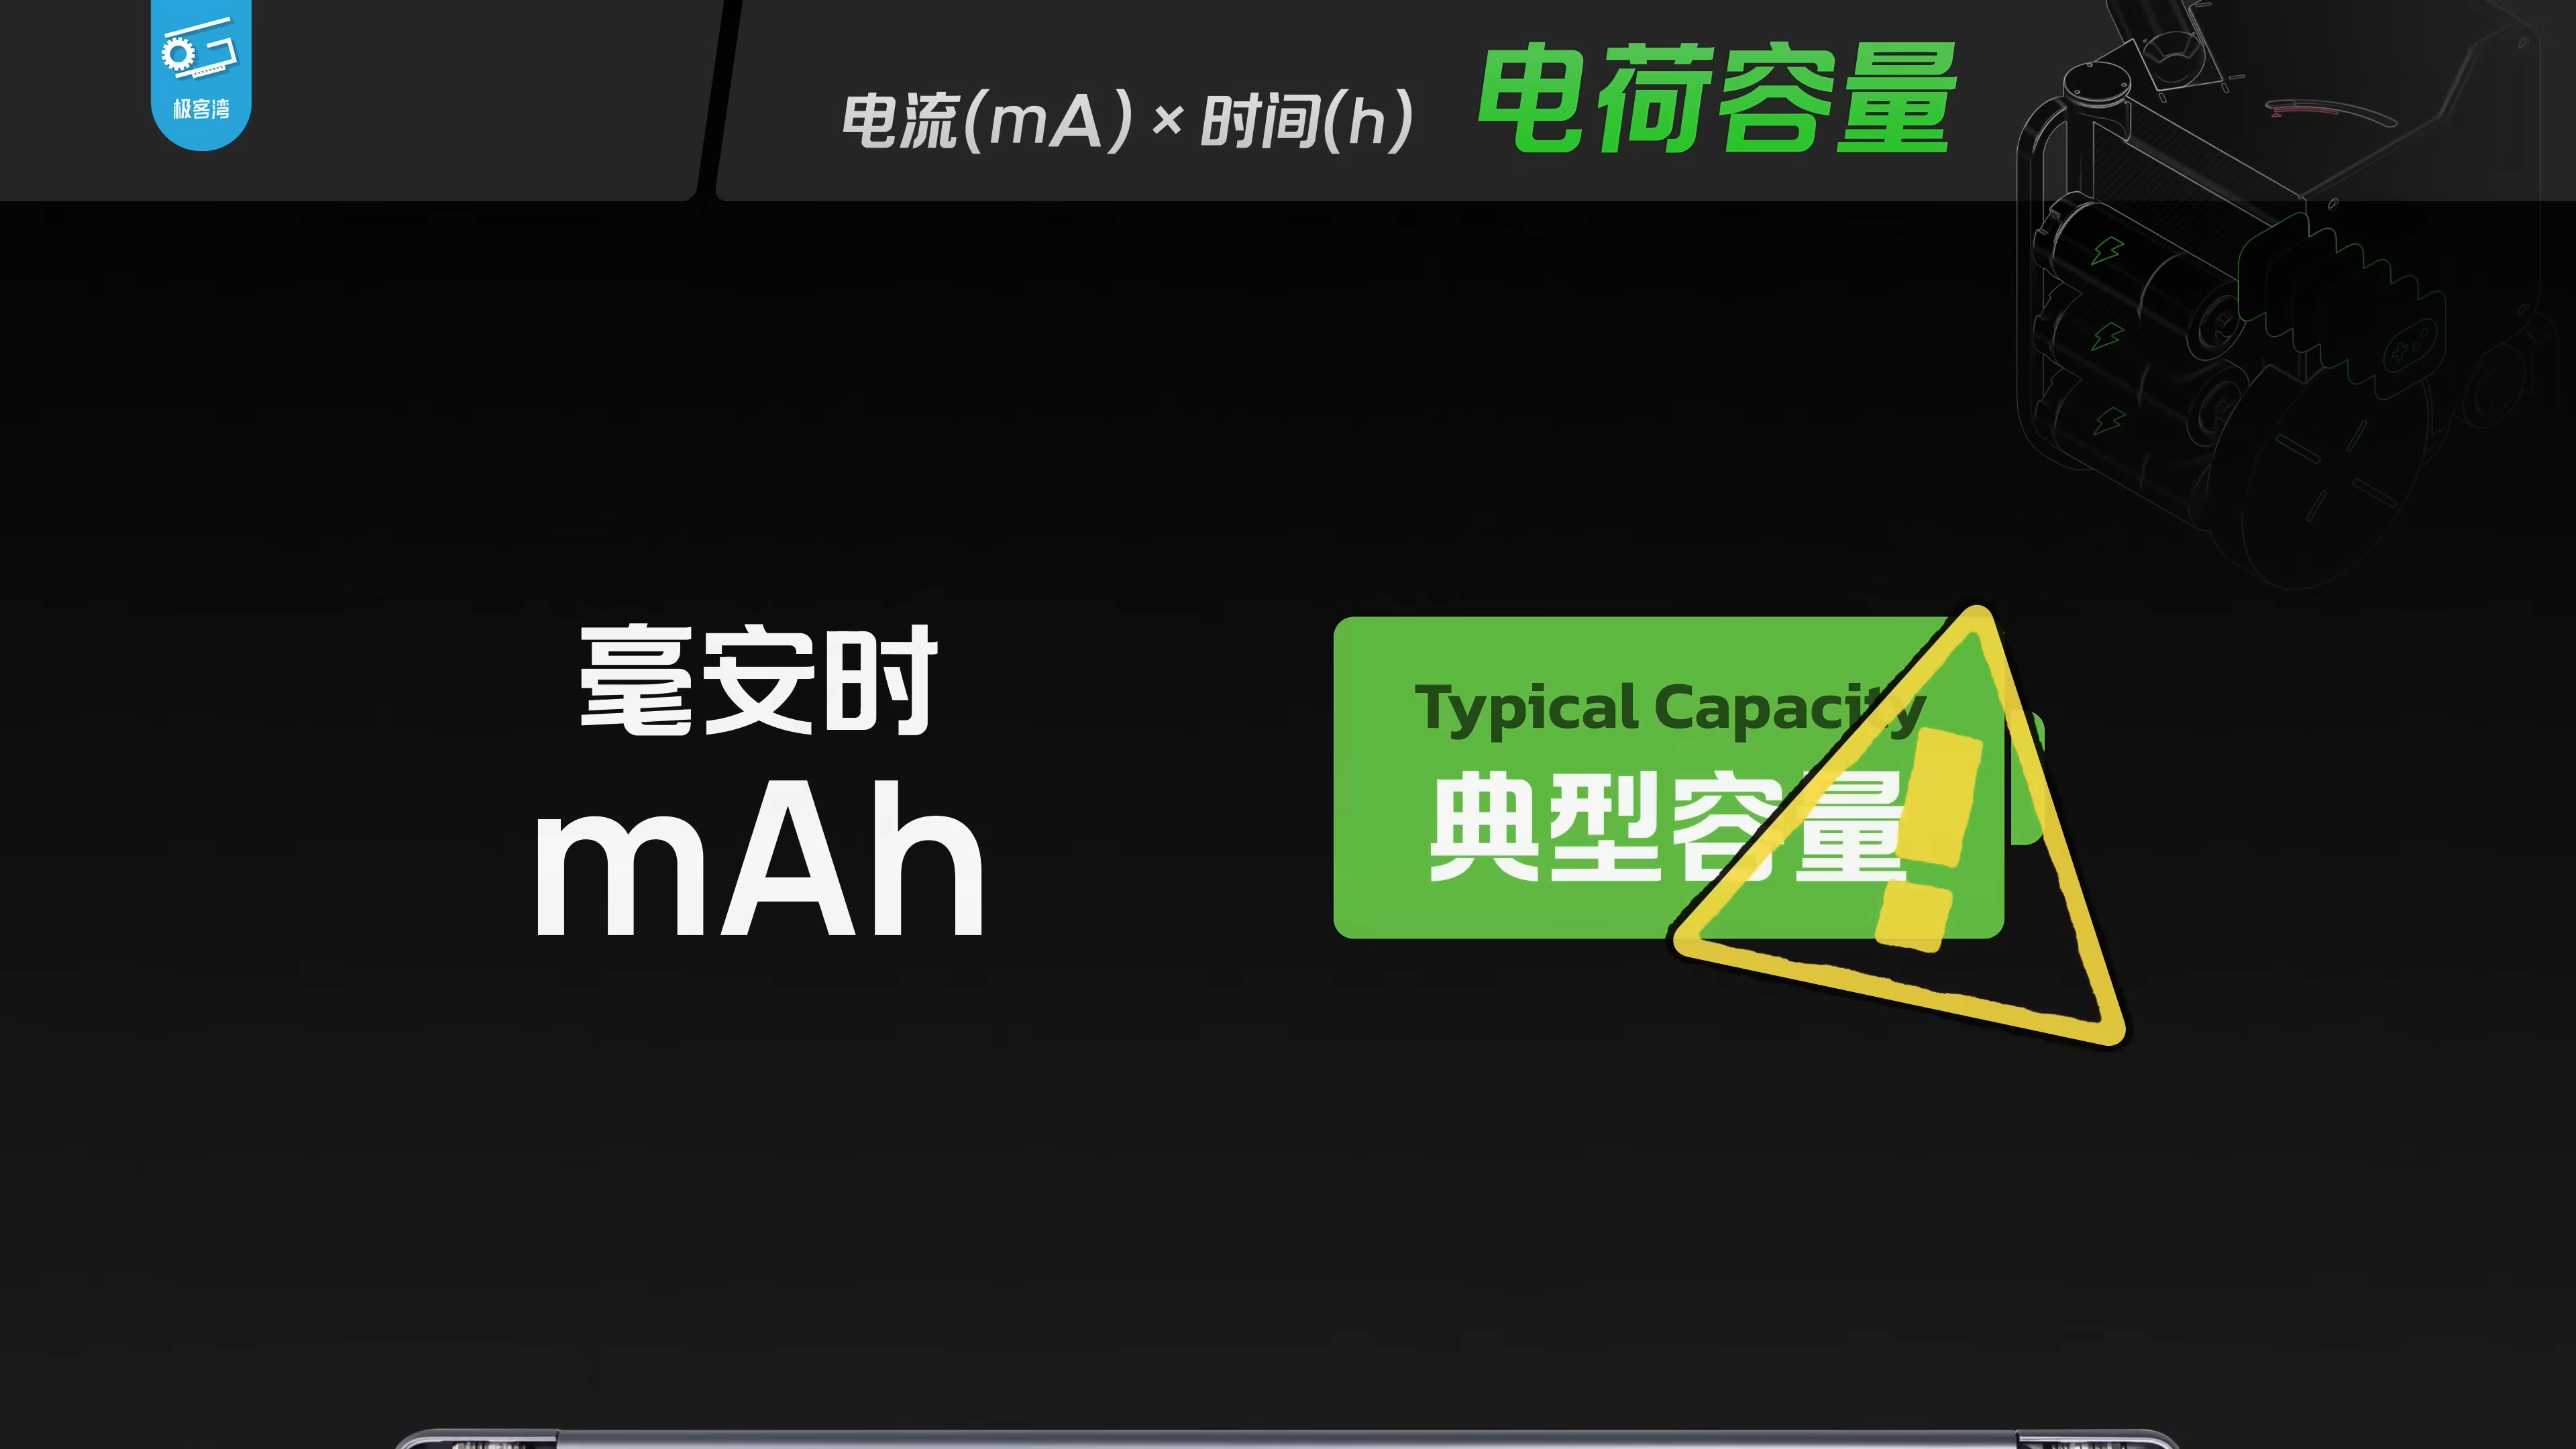 极客湾
电流(mA) × 时间(h) 电荷容量
毫安时
mAh
Typical Capacity
典型容量